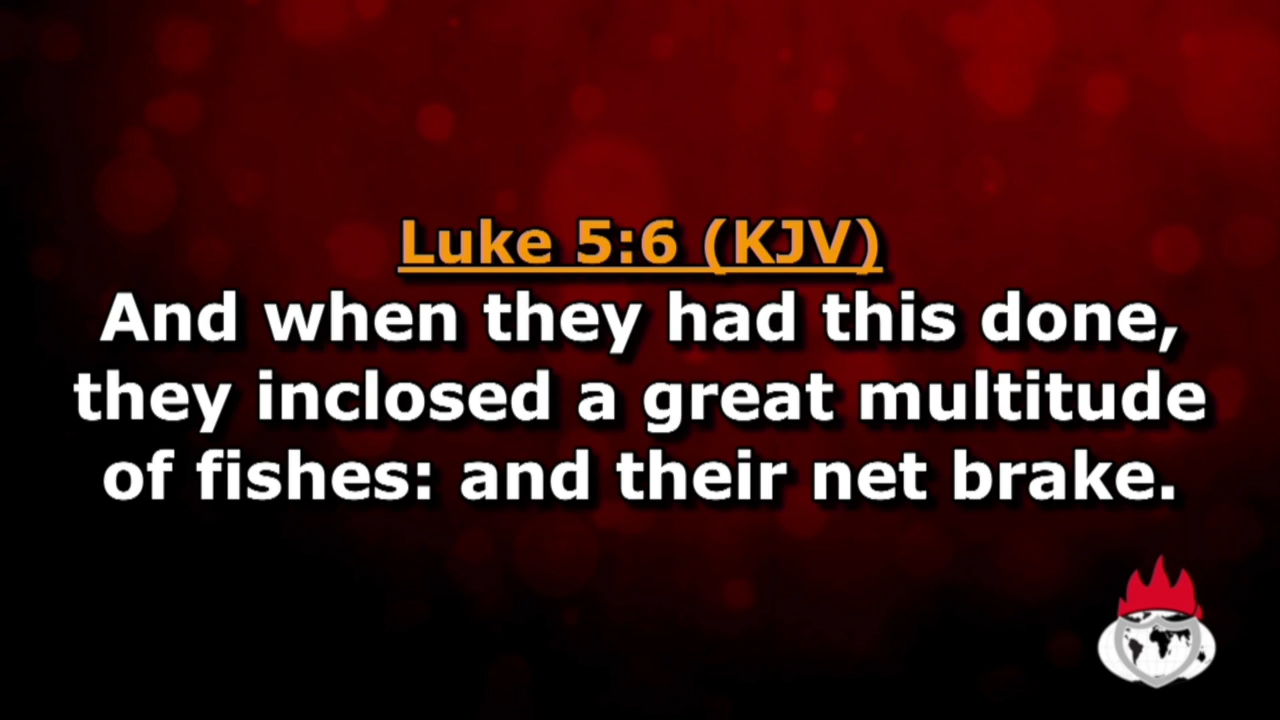 Luke 5:6 (KJV)
And when they had this done,
they inclosed a great multitude
of fishes: and their net brake.